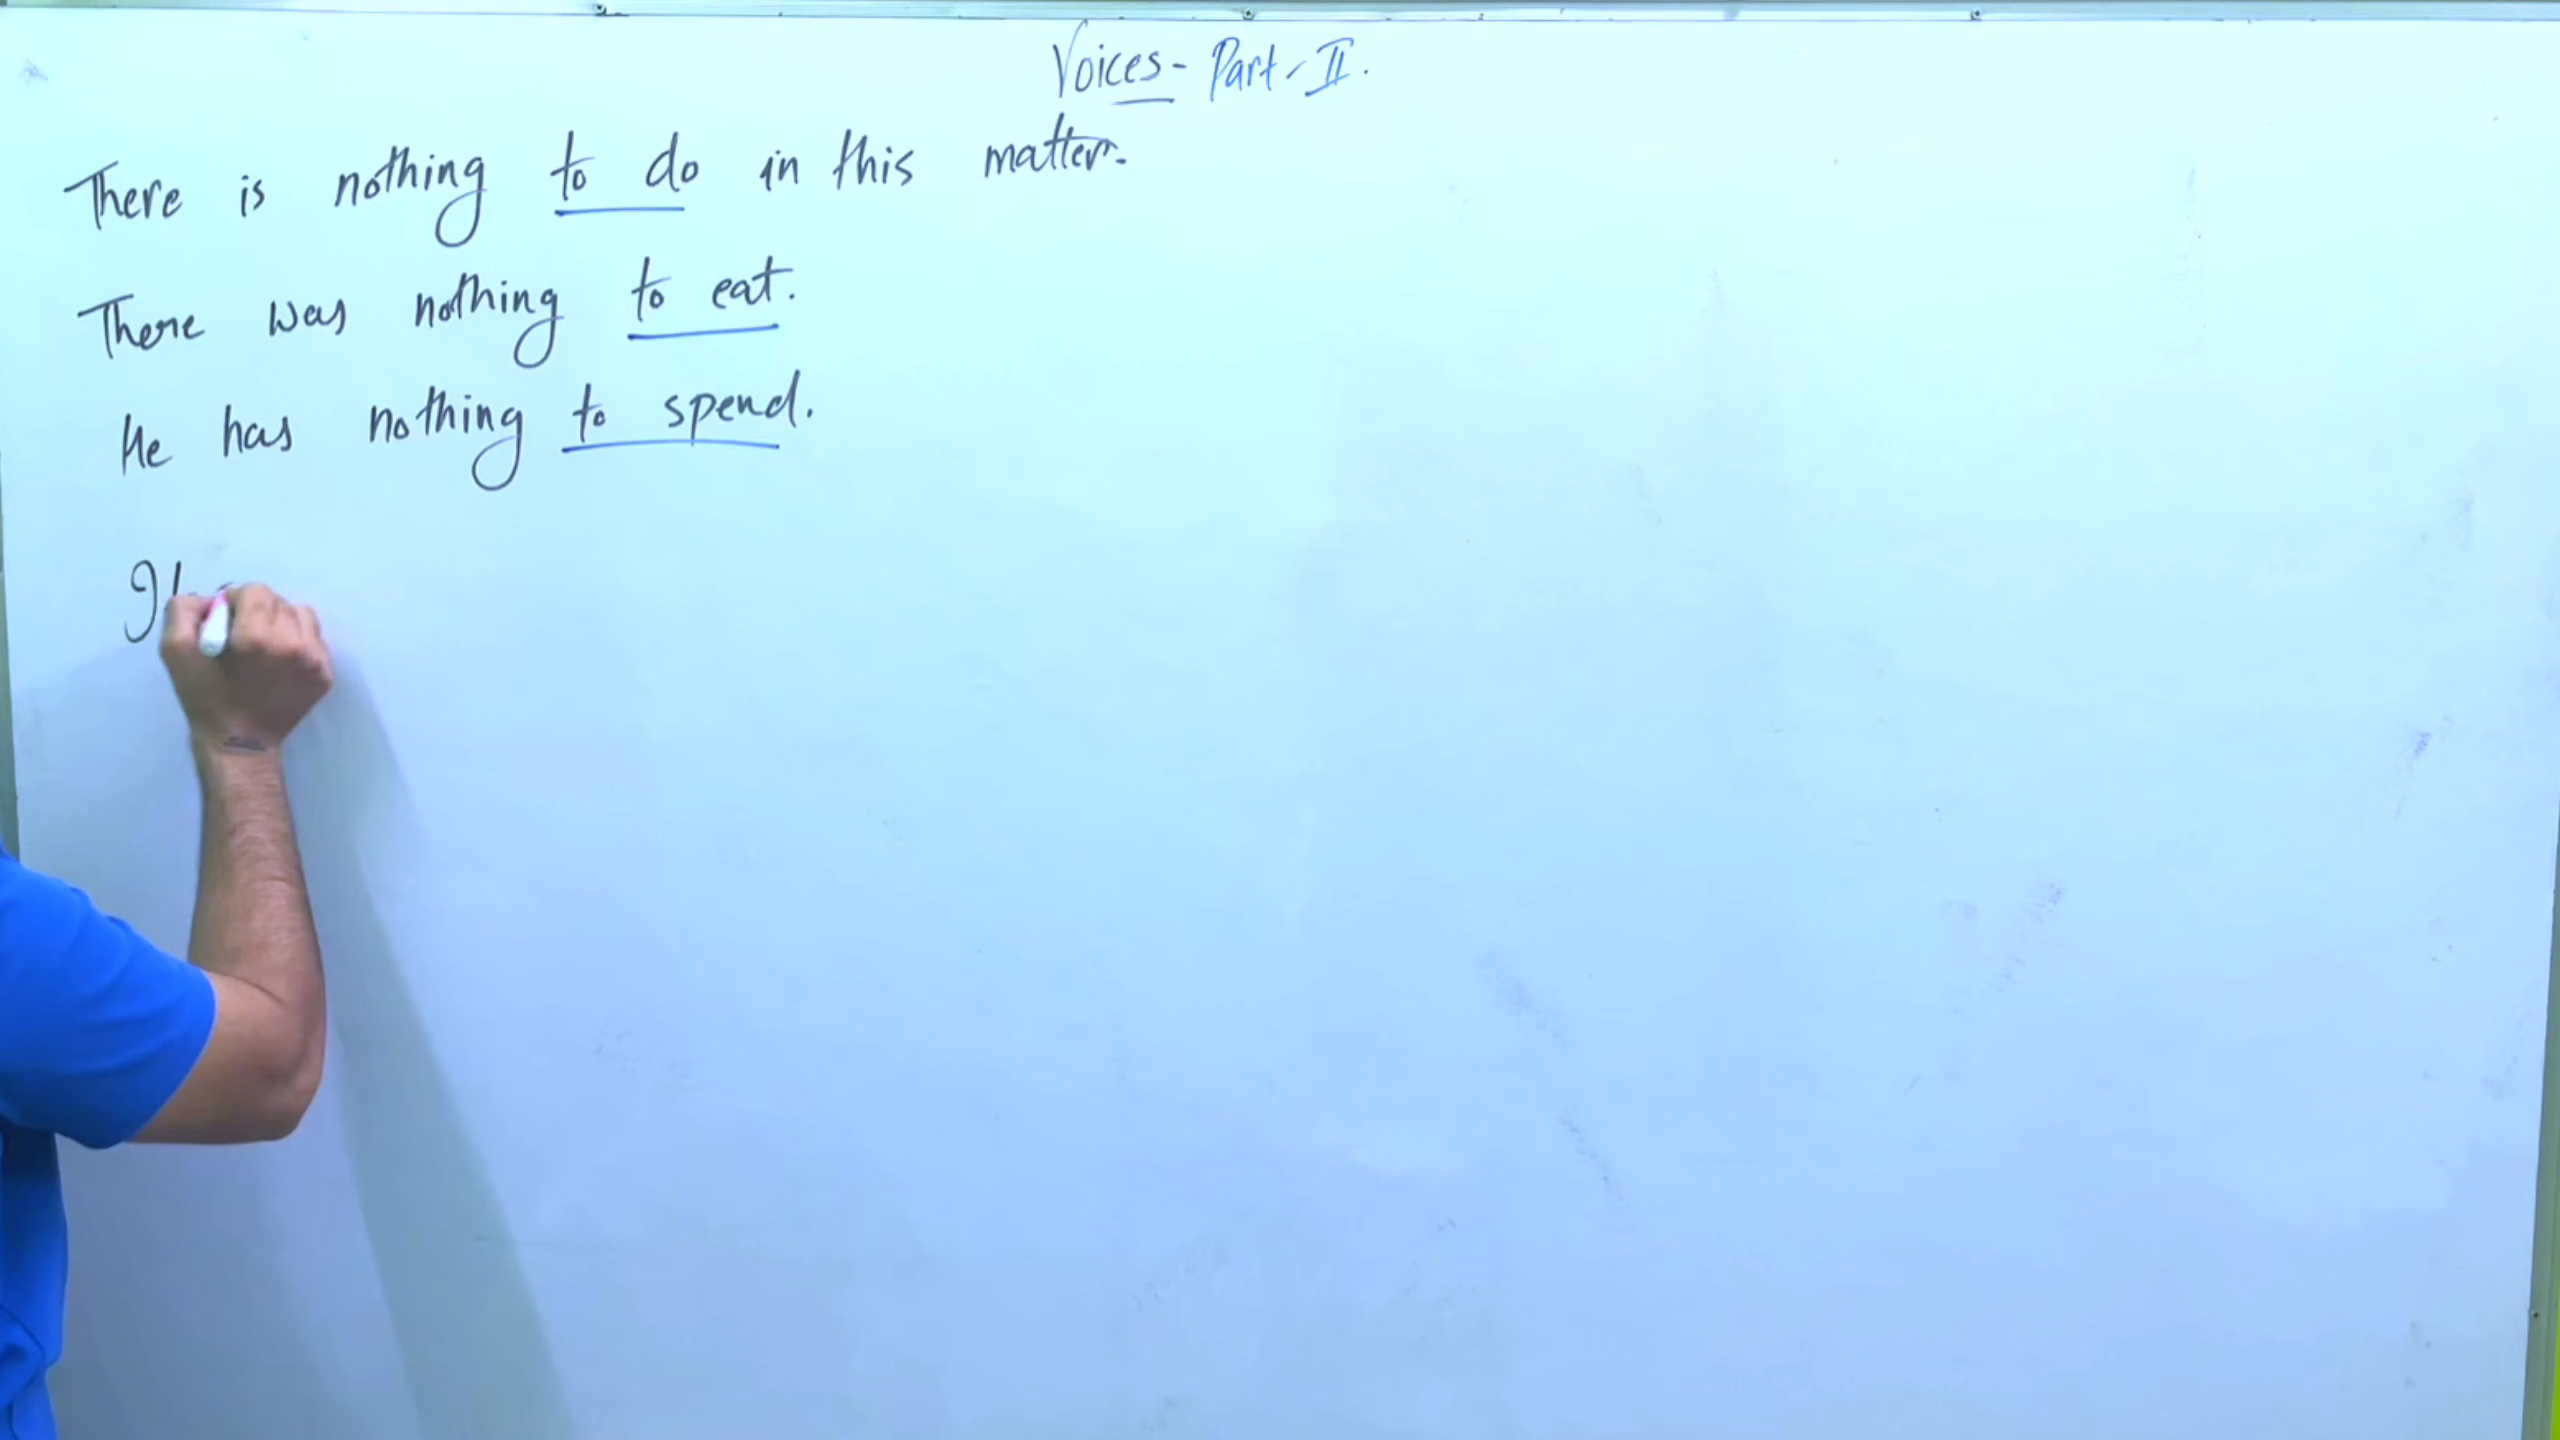 Voices - Part - II.
There is nothing to do in this matter.
There was nothing to eat.
He has nothing to spend.